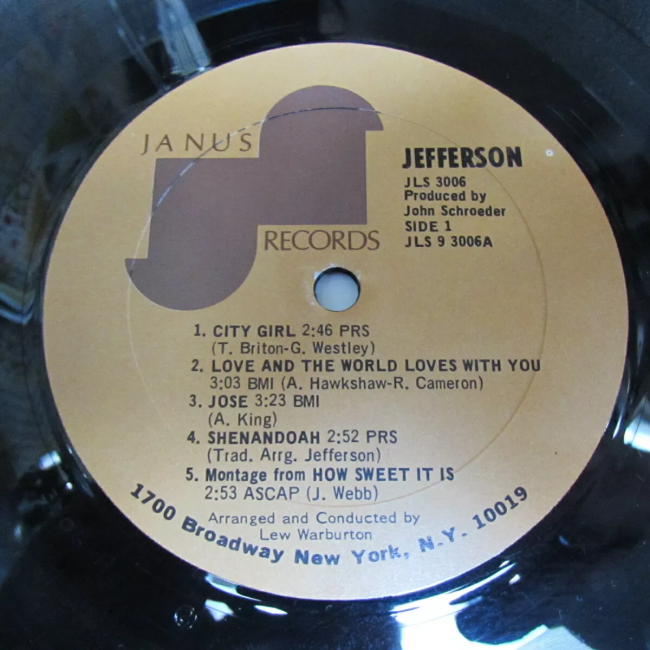 JANUS
RECORDS
JEFFERSON
JLS 3006
Produced by
John Schroeder
SIDE 1
JLS 9 3006A
1. CITY GIRL 2:46 PRS
(T. Briton-G. Westley)
2. LOVE AND THE WORLD LOVES WITH YOU
3:03 BMI (A. Hawkshaw-R. Cameron)
3. JOSE 3:23 BMI
(A. King)
4. SHENANDOAH 2:52 PRS
(Trad. Arrg. Jefferson)
5. Montage from HOW SWEET IT IS
2:53 ASCAP (J. Webb)
Arranged and Conducted by
Lew Warburton
1700 Broadway New York, N.Y. 10019